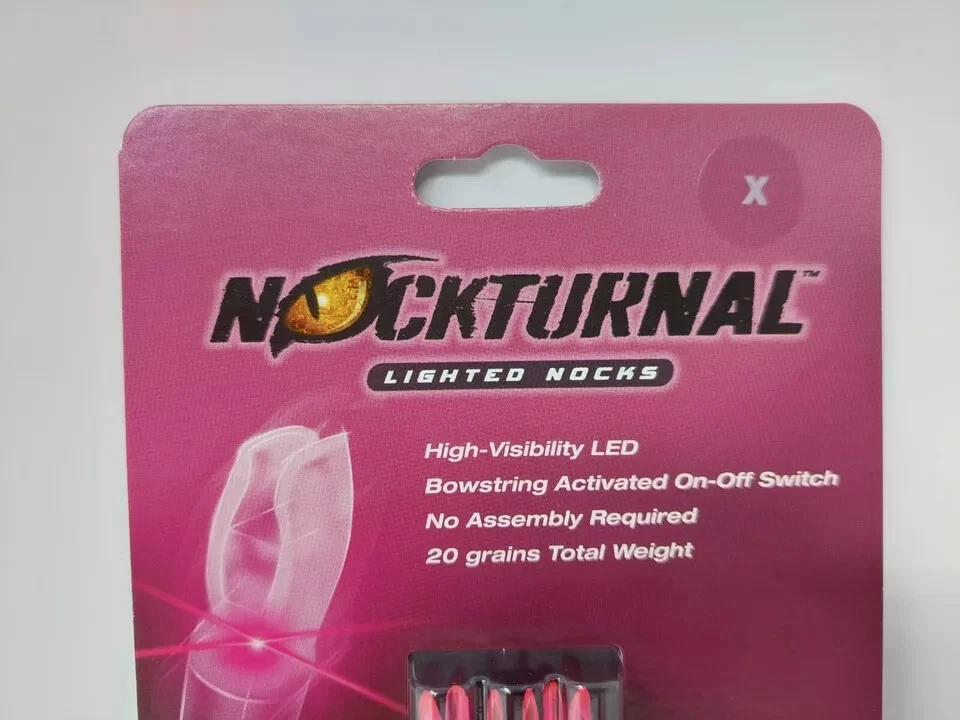 X
NOCKTURNAL™
LIGHTED NOCKS
High-Visibility LED
Bowstring Activated On-Off Switch
No Assembly Required
20 grains Total Weight